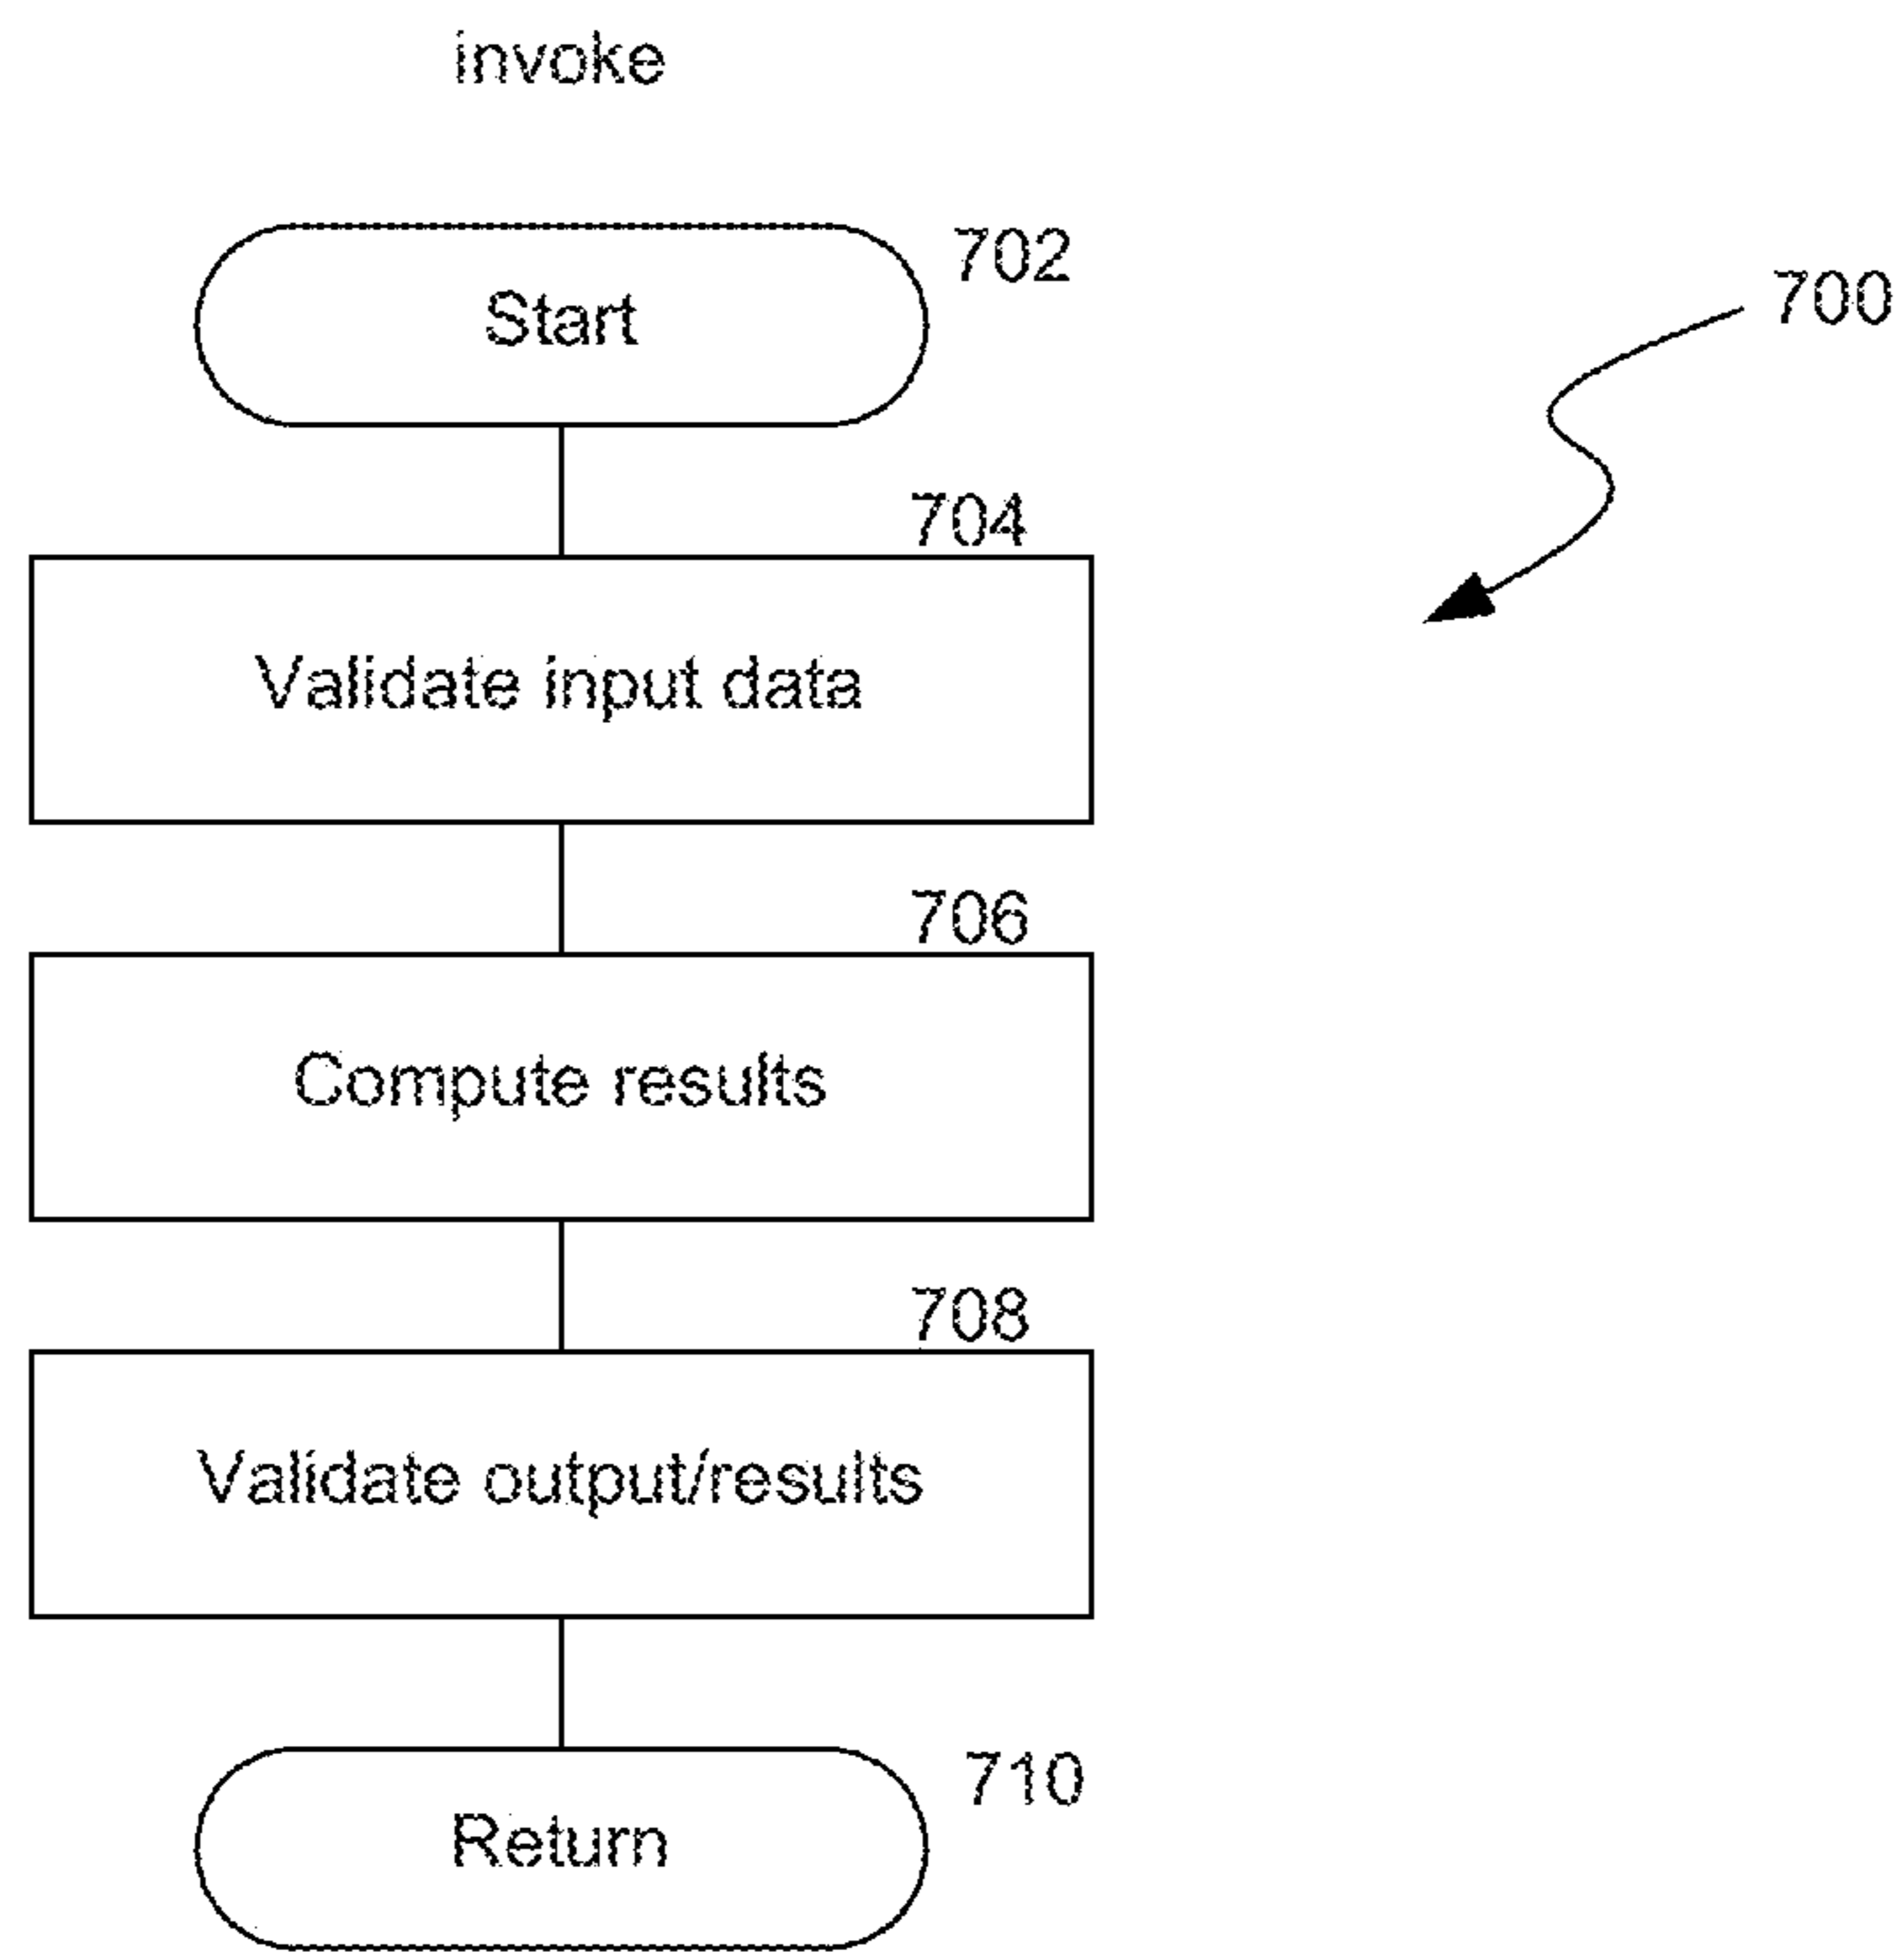 invoke
702
Start
700
704
Validate input data
706
Compute results
708
Validate output/results
710
Return